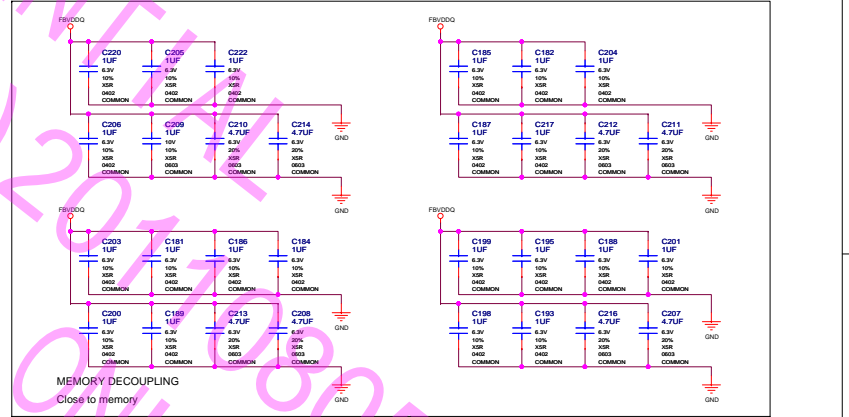 FBVDDQ
C220 C205 C222
1UF 1UF 1UF
6.3V 6.3V 6.3V
10% 10% 10%
X5R X5R X5R
0402 0402 0402
COMMON COMMON COMMON
GND
C206 C209 C210 C214
1UF 1UF 4.7UF 4.7UF
6.3V 16V 6.3V 6.3V
10% 10% 20% 20%
X5R X5R X5R X5R
0402 0402 0603 0603
COMMON COMMON COMMON COMMON
GND
FBVDDQ
C185 C182 C204
1UF 1UF 1UF
6.3V 6.3V 6.3V
10% 10% 10%
X5R X5R X5R
0402 0402 0402
COMMON COMMON COMMON
GND
C187 C217 C212 C211
1UF 1UF 4.7UF 4.7UF
6.3V 6.3V 6.3V 6.3V
10% 10% 20% 20%
X5R X5R X5R X5R
0402 0402 0603 0603
COMMON COMMON COMMON COMMON
GND
FBVDDQ
C203 C181 C186 C184
1UF 1UF 1UF 1UF
6.3V 6.3V 6.3V 6.3V
10% 10% 10% 10%
X5R X5R X5R X5R
0402 0402 0402 0402
COMMON COMMON COMMON COMMON
GND
C200 C189 C213 C208
1UF 1UF 4.7UF 4.7UF
6.3V 6.3V 6.3V 6.3V
10% 10% 20% 20%
X5R X5R X5R X5R
0402 0402 0603 0603
COMMON COMMON COMMON COMMON
GND
FBVDDQ
C199 C195 C188 C201
1UF 1UF 1UF 1UF
6.3V 6.3V 6.3V 6.3V
10% 10% 10% 10%
X5R X5R X5R X5R
0402 0402 0402 0402
COMMON COMMON COMMON COMMON
GND
C198 C193 C216 C207
1UF 1UF 4.7UF 4.7UF
6.3V 6.3V 6.3V 6.3V
10% 10% 20% 20%
X5R X5R X5R X5R
0402 0402 0603 0603
COMMON COMMON COMMON COMMON
GND
MEMORY DECOUPLING
Close to memory